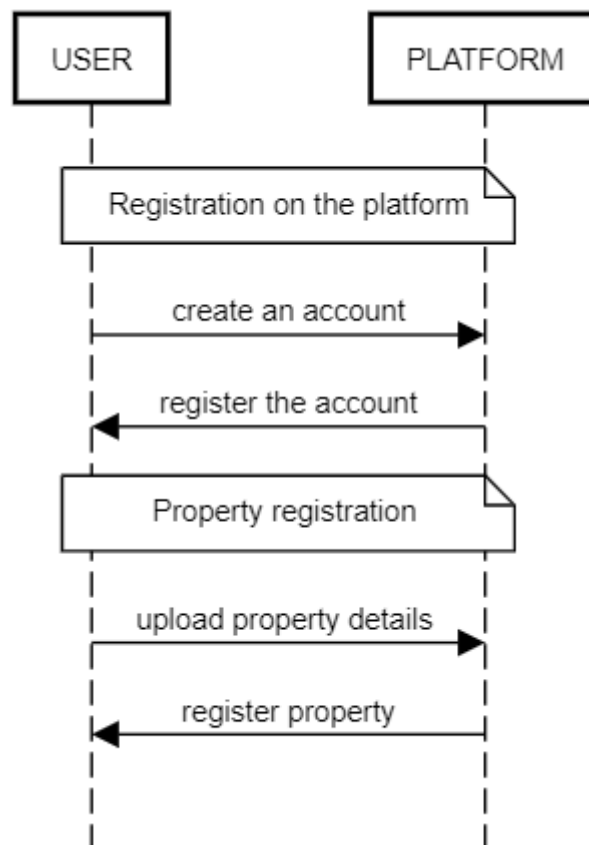 USER
PLATFORM
Registration on the platform
create an account
register the account
Property registration
upload property details
register property